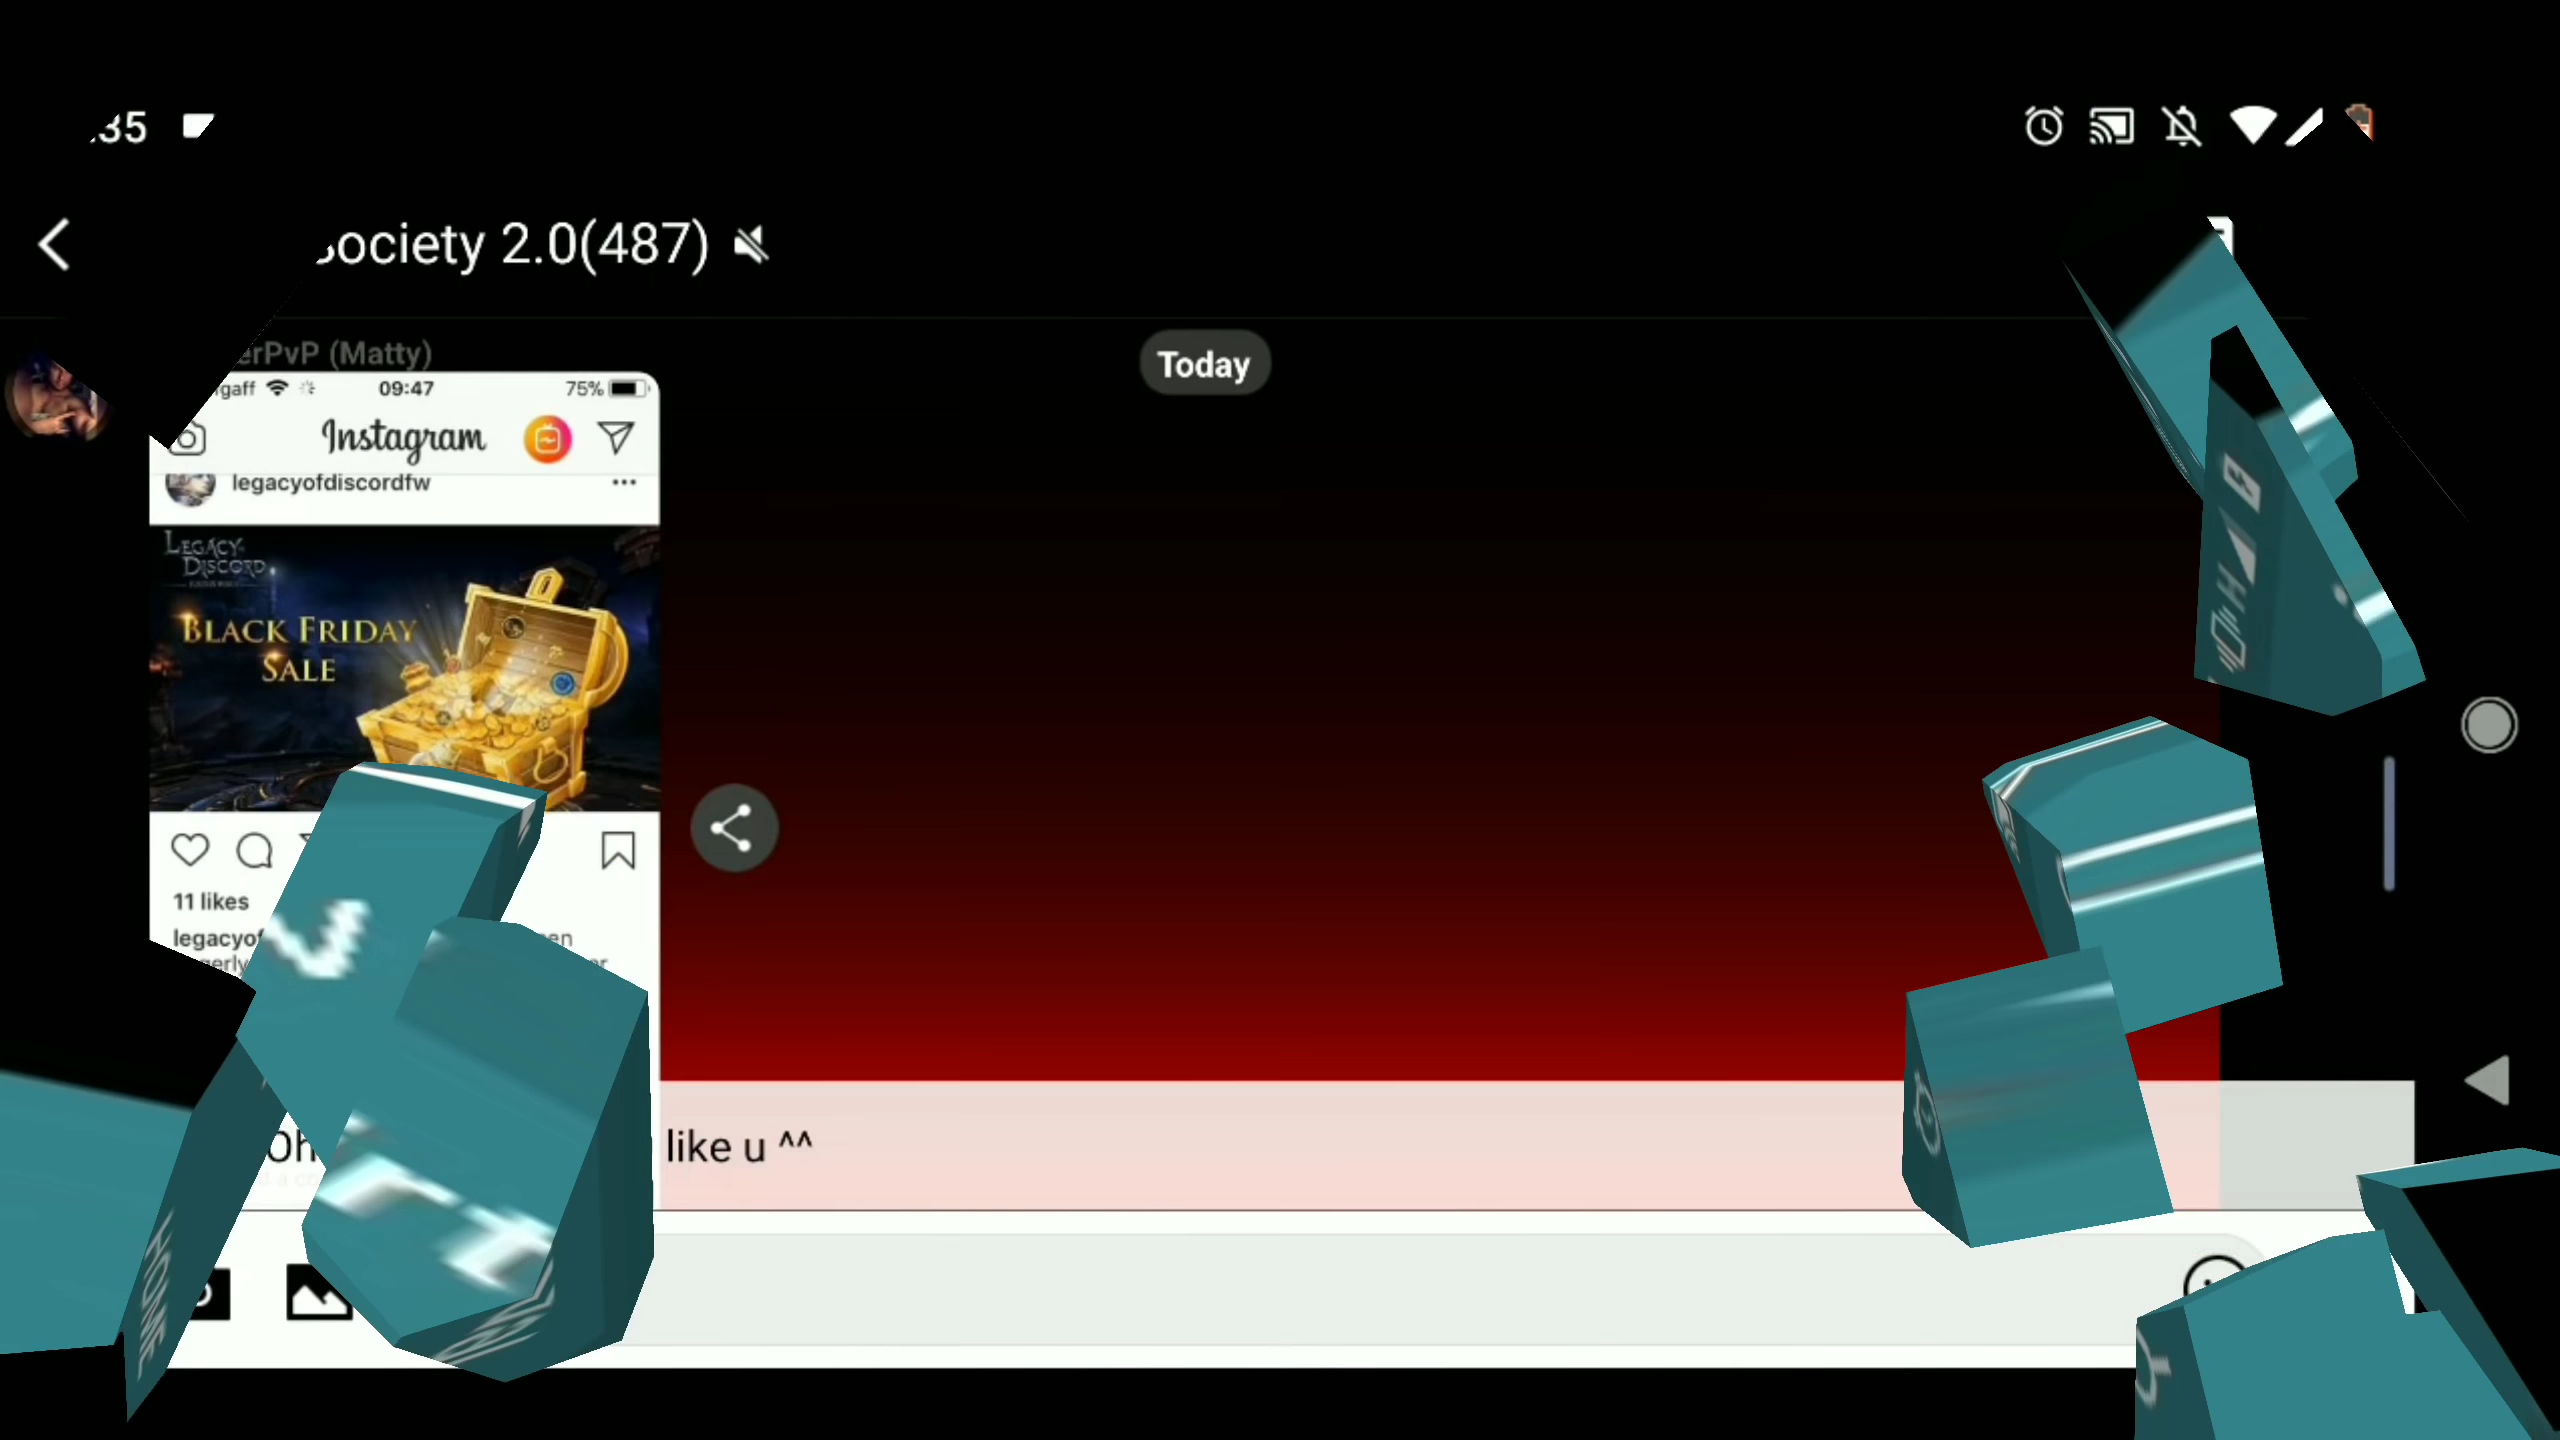 35
ociety 2.0(487)
erPvP (Matty)
Today
gaff 09:47 75%
Instagram
legacyofdiscordfw
LEGACY
DISCORD
BLACK FRIDAY
SALE
11 likes
like u ^^
H
HOME